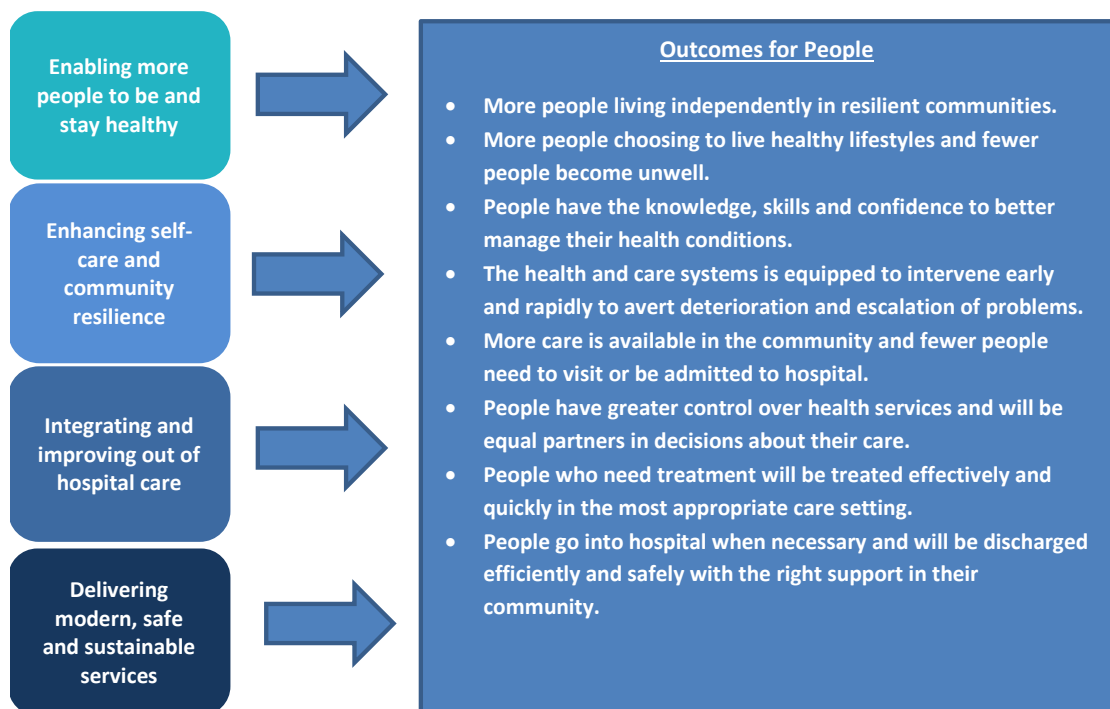 Enabling more
people to be and
stay healthy
Enhancing self-
care and
community
resilience
Integrating and
improving out of
hospital care
Delivering
modern, safe
and sustainable
services
Outcomes for People
• More people living independently in resilient communities.
• More people choosing to live healthy lifestyles and fewer
people become unwell.
• People have the knowledge, skills and confidence to better
manage their health conditions.
• The health and care systems is equipped to intervene early
and rapidly to avert deterioration and escalation of problems.
• More care is available in the community and fewer people
need to visit or be admitted to hospital.
• People have greater control over health services and will be
equal partners in decisions about their care.
• People who need treatment will be treated effectively and
quickly in the most appropriate care setting.
• People go into hospital when necessary and will be discharged
efficiently and safely with the right support in their
community.